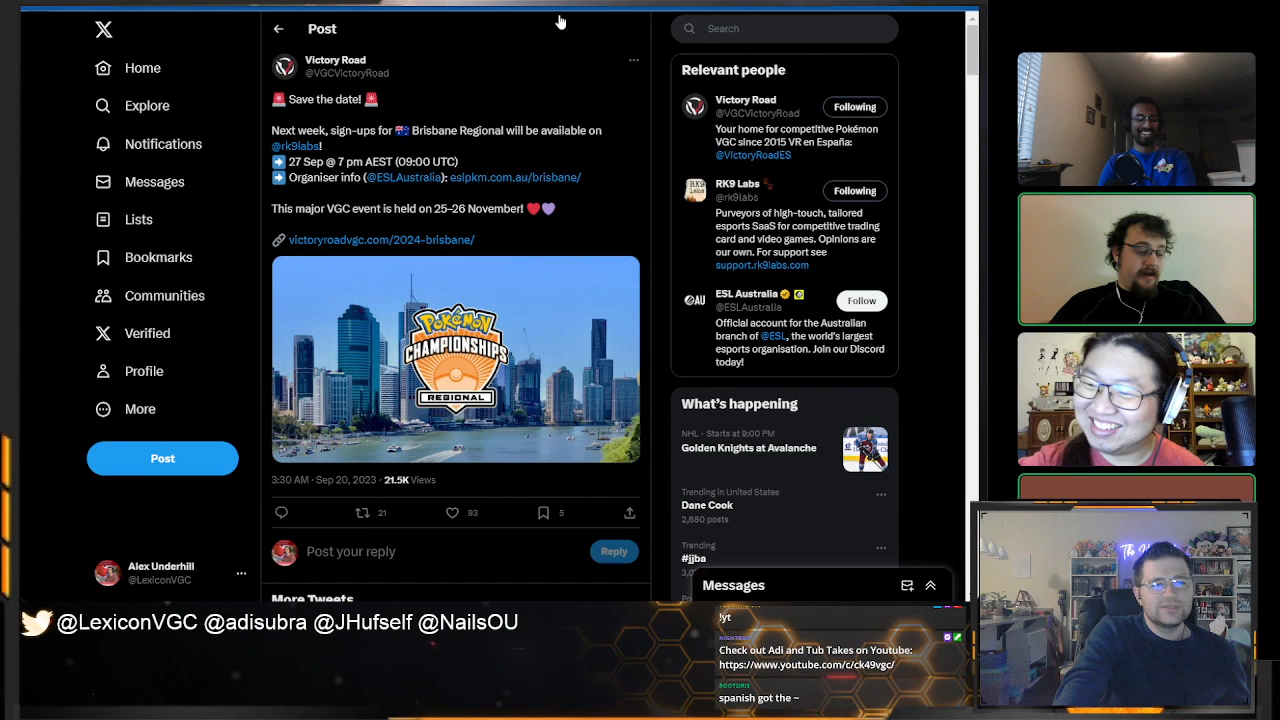 Home
Explore
Notifications
Messages
Lists
Bookmarks
Communities
Verified
Profile
More
Post
Alex Underhill
@LexiconVGC
Post
Victory Road
@VGCVictoryRoad
🚨 Save the date! 🚨
Next week, sign-ups for 🇦🇺 Brisbane Regional will be available on
@rk9labs!
➡️ 27 Sep @ 7 pm AEST (09:00 UTC)
➡️ Organiser info (@ESLAustralia): eslpkm.com.au/brisbane/
This major VGC event is held on 25–26 November! ❤️💜
🔗 victoryroadvgc.com/2024-brisbane/
Pokémon
CHAMPIONSHIPS
REGIONAL
3:30 AM · Sep 20, 2023 · 21.5K Views
21
93
5
Post your reply
Reply
More Tweets
Search
Relevant people
Victory Road
@VGCVictoryRoad
Following
Your home for competitive Pokémon
VGC since 2015 VR en España:
@VictoryRoadES
RK9 Labs 🐾
@rk9labs
Following
Purveyors of high-touch, tailored
esports SaaS for competitive trading
card and video games. Opinions are
our own. For support see
support.rk9labs.com
ESL Australia
@ESLAustralia
Follow
Official account for the Australian
branch of @ESL, the world's largest
esports organisation. Join our Discord
today!
What's happening
NHL · Starts at 9:00 PM
Golden Knights at Avalanche
Trending in United States
Dane Cook
2,680 posts
Trending
#jjba
Messages
@LexiconVGC @adisubra @JHufself @NailsOU
!yt
Check out Adi and Tub Takes on Youtube:
https://www.youtube.com/c/ck49vgc/
spanish got the ~